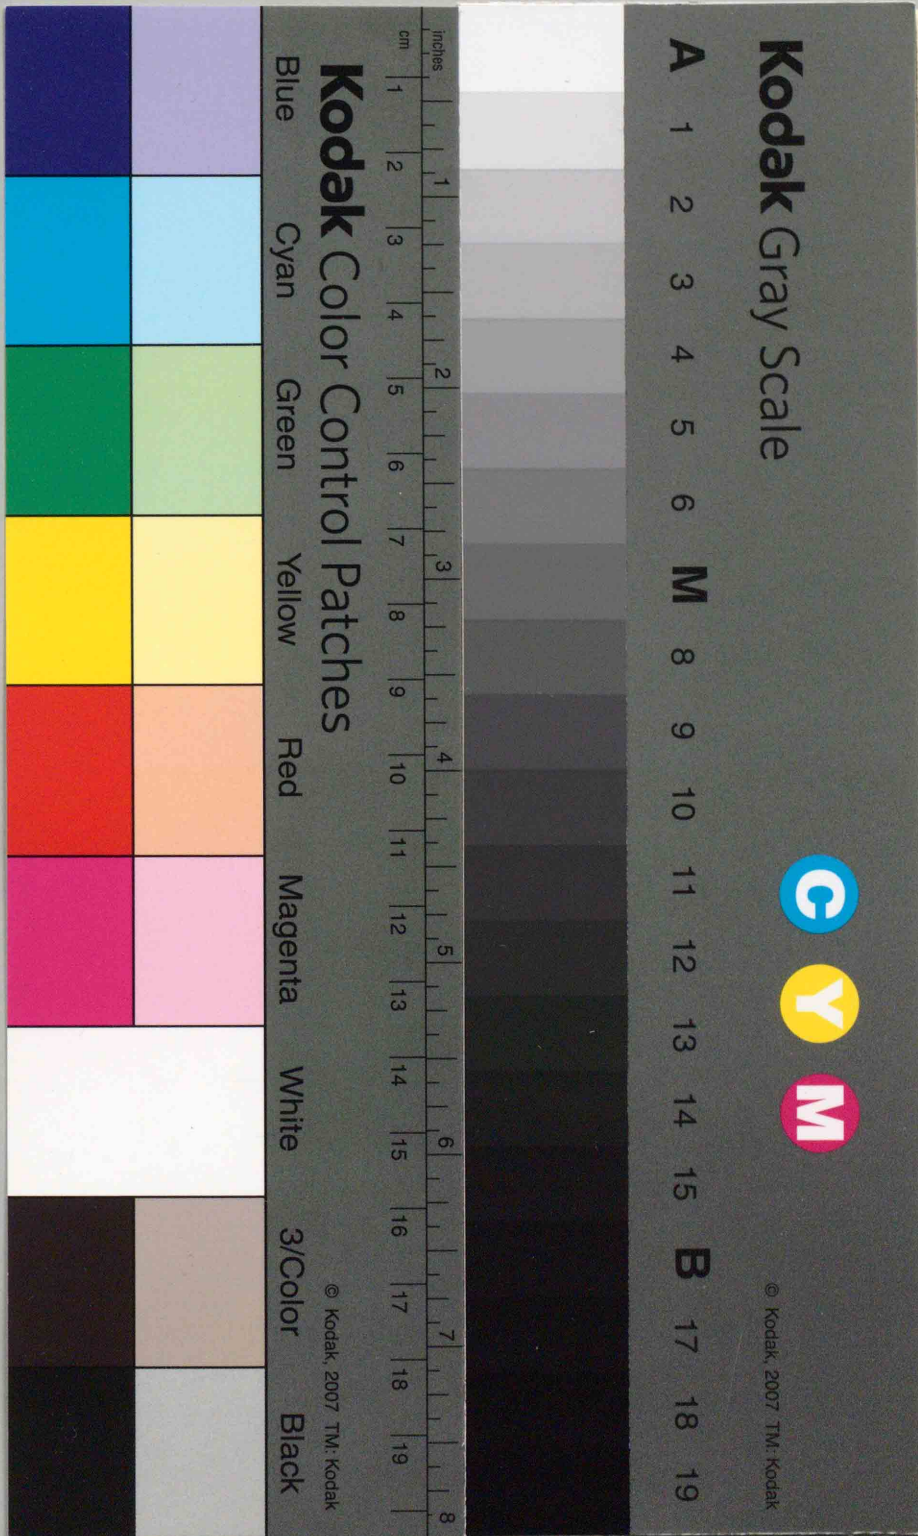 Kodak Gray Scale
C Y M
A 1 2 3 4 5 6 M 8 9 10 11 12 13 14 15 B 17 18 19
© Kodak, 2007 TM: Kodak
inches 1 2 3 4 5 6 7 8
cm 1 2 3 4 5 6 7 8 9 10 11 12 13 14 15 16 17 18 19
Kodak Color Control Patches
© Kodak, 2007 TM: Kodak
Blue Cyan Green Yellow Red Magenta White 3/Color Black